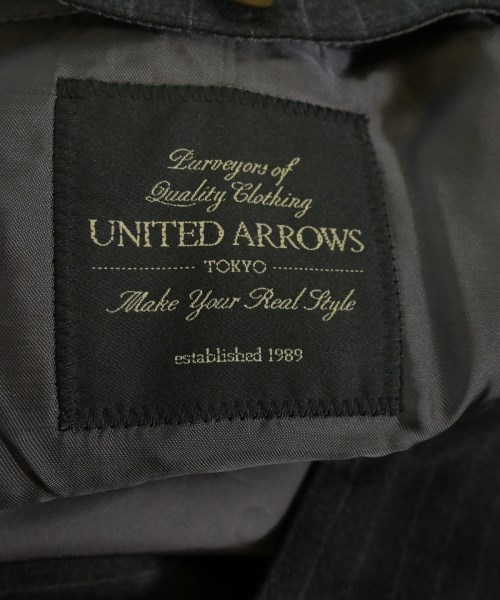 Purveyors of
Quality Clothing
UNITED ARROWS
TOKYO
Make Your Real Style
established 1989